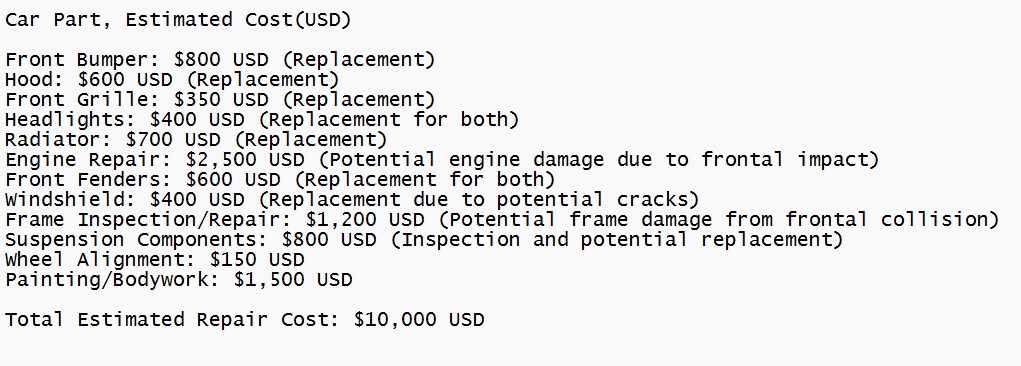 Car Part, Estimated Cost(USD)
Front Bumper: $800 USD (Replacement)
Hood: $600 USD (Replacement)
Front Grille: $350 USD (Replacement)
Headlights: $400 USD (Replacement for both)
Radiator: $700 USD (Replacement)
Engine Repair: $2,500 USD (Potential engine damage due to frontal impact)
Front Fenders: $600 USD (Replacement for both)
Windshield: $400 USD (Replacement due to potential cracks)
Frame Inspection/Repair: $1,200 USD (Potential frame damage from frontal collision)
Suspension Components: $800 USD (Inspection and potential replacement)
Wheel Alignment: $150 USD
Painting/Bodywork: $1,500 USD
Total Estimated Repair Cost: $10,000 USD